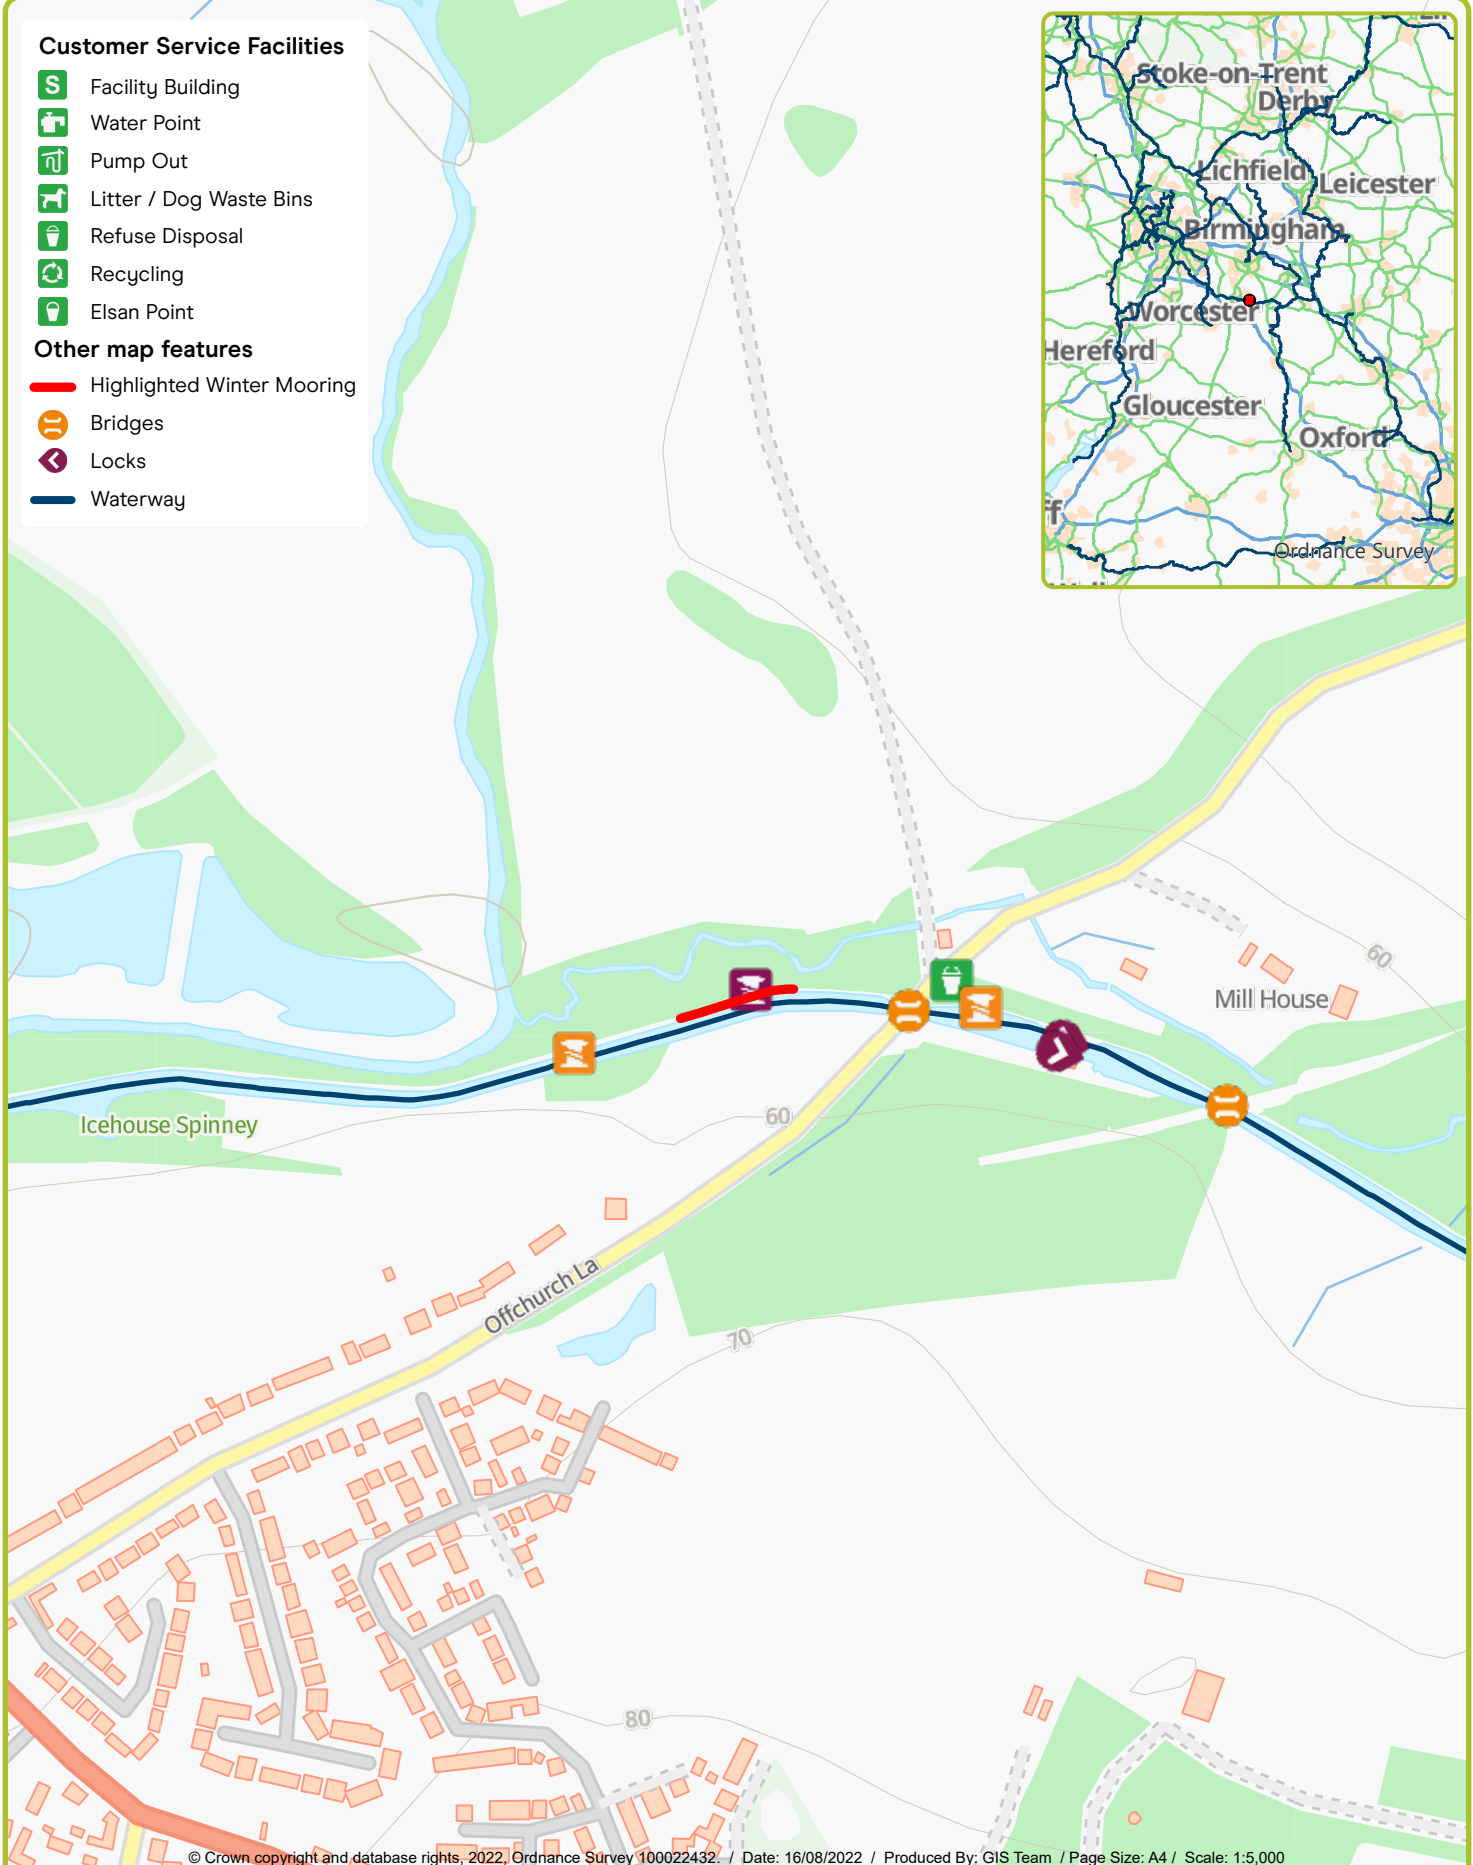 Customer Service Facilities
S Facility Building
Water Point
Pump Out
Litter / Dog Waste Bins
Refuse Disposal
Recycling
Elsan Point
Other map features
Highlighted Winter Mooring
Bridges
Locks
Waterway
Stoke-on-Trent
Derby
Lichfield
Leicester
Birmingham
Worcester
Hereford
Gloucester
Oxford
ff
Ordnance Survey
60
Mill House
Icehouse Spinney
60
Offchurch La
70
80
© Crown copyright and database rights, 2022, Ordnance Survey 100022432. / Date: 16/08/2022 / Produced By: GIS Team / Page Size: A4 / Scale: 1:5,000